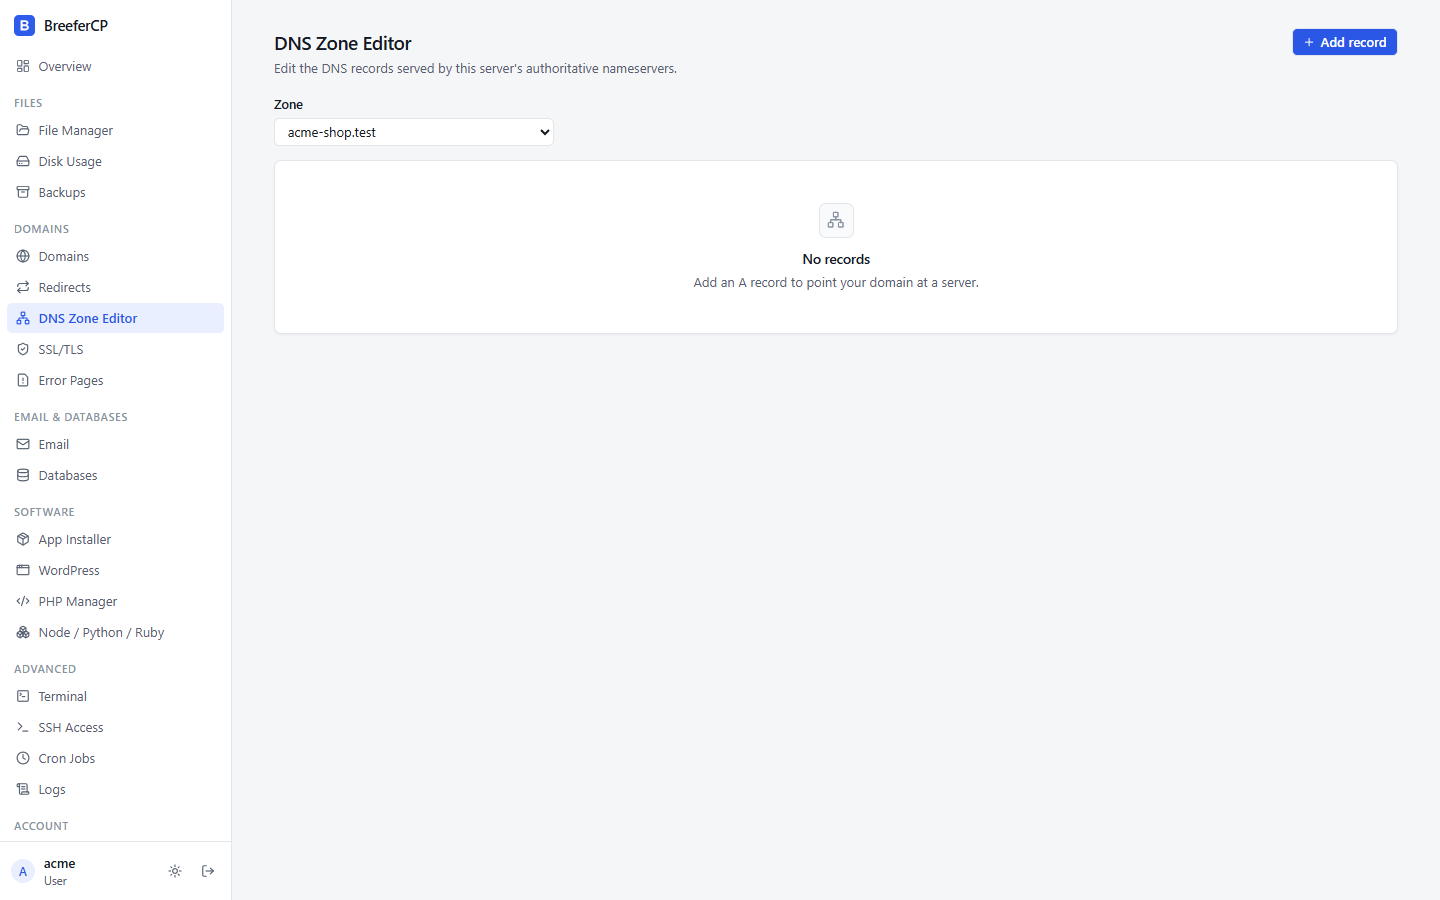 B BreeferCP
Overview
FILES
File Manager
Disk Usage
Backups
DOMAINS
Domains
Redirects
DNS Zone Editor
SSL/TLS
Error Pages
EMAIL & DATABASES
Email
Databases
SOFTWARE
App Installer
WordPress
PHP Manager
Node / Python / Ruby
ADVANCED
Terminal
SSH Access
Cron Jobs
Logs
ACCOUNT
A acme
User
DNS Zone Editor
Edit the DNS records served by this server's authoritative nameservers.
+ Add record
Zone
acme-shop.test
No records
Add an A record to point your domain at a server.